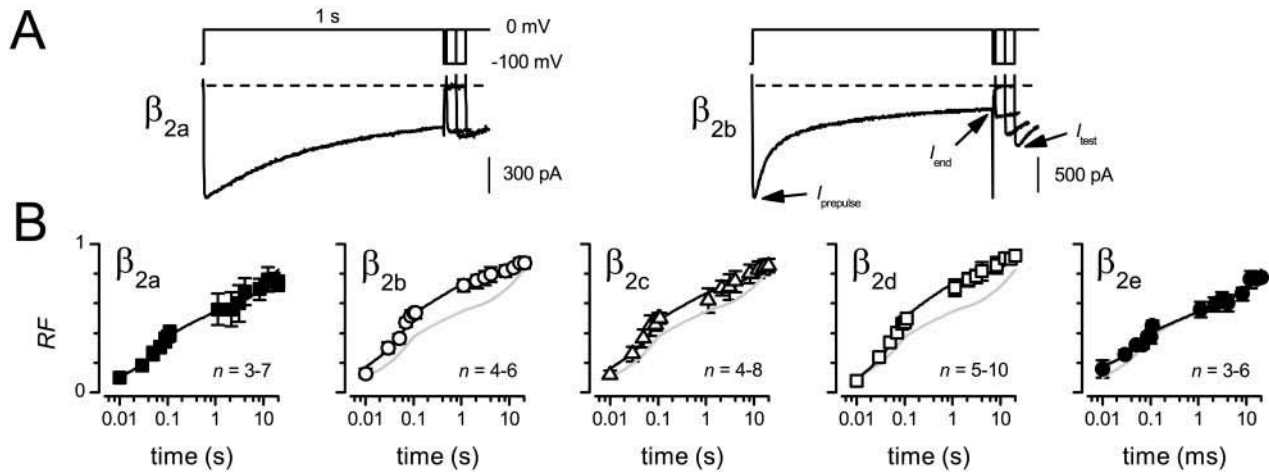 A
1 s
0 mV
-100 mV
β2a
300 pA
β2b
Iend
Itest
Iprepulse
500 pA
B
RF
1
0
β2a
n = 3-7
0.01 0.1 1 10
time (s)
β2b
n = 4-6
0.01 0.1 1 10
time (s)
β2c
n = 4-8
0.01 0.1 1 10
time (s)
β2d
n = 5-10
0.01 0.1 1 10
time (s)
β2e
n = 3-6
0.01 0.1 1 10
time (ms)